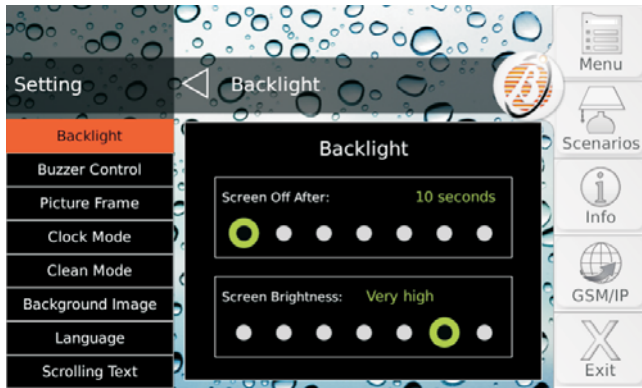 Setting
Backlight
Backlight
Buzzer Control
Picture Frame
Clock Mode
Clean Mode
Background Image
Language
Scrolling Text
Backlight
Screen Off After: 10 seconds
Screen Brightness: Very high
Menu
Scenarios
Info
GSM/IP
Exit